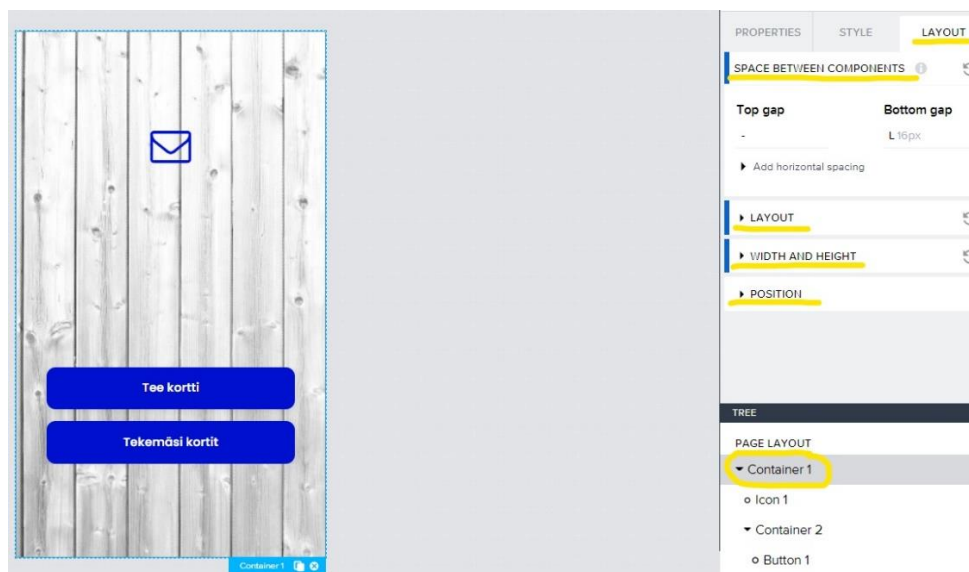 Tee kortti
Tekemäsi kortit
Container 1
PROPERTIES STYLE LAYOUT
SPACE BETWEEN COMPONENTS
Top gap Bottom gap
- L 16px
Add horizontal spacing
LAYOUT
WIDTH AND HEIGHT
POSITION
TREE
PAGE LAYOUT
Container 1
Icon 1
Container 2
Button 1